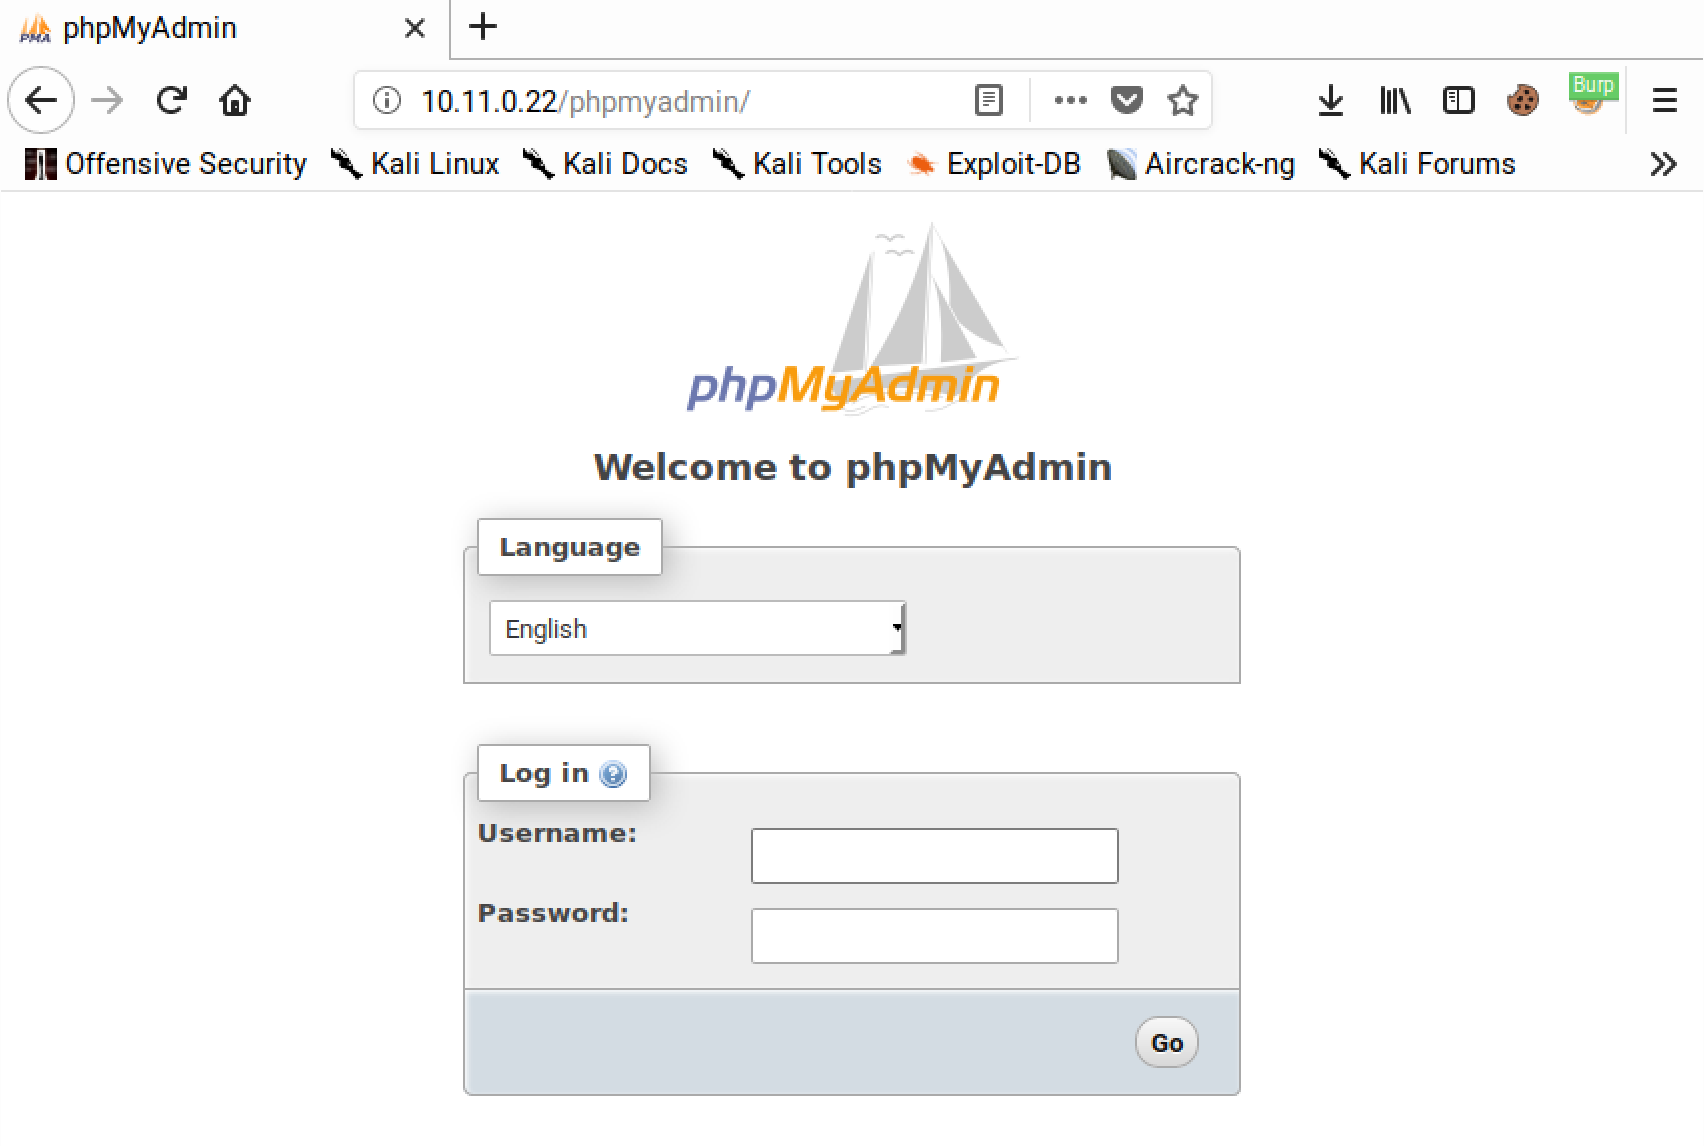 phpMyAdmin
10.11.0.22/phpmyadmin/
Burp
Offensive Security Kali Linux Kali Docs Kali Tools Exploit-DB Aircrack-ng Kali Forums
phpMyAdmin
Welcome to phpMyAdmin
Language
English
Log in
Username:
Password:
Go